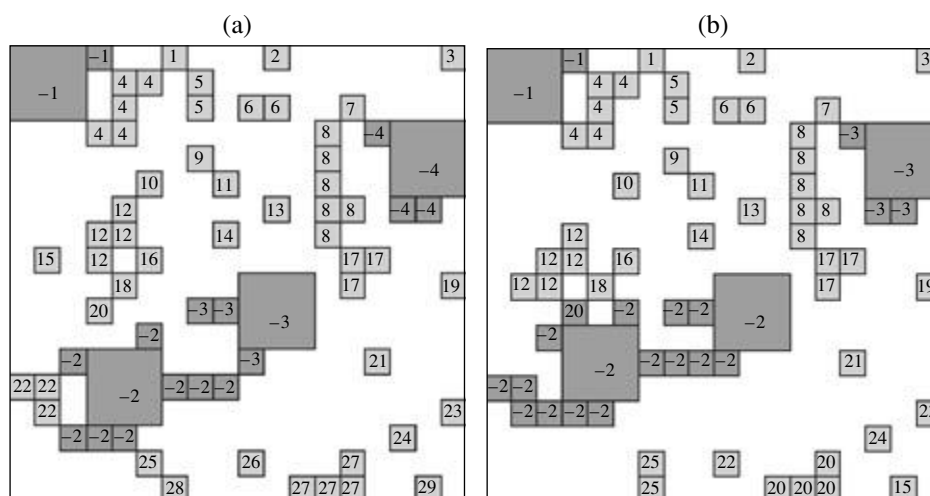 (a)
−1 1 2 3
4 4 5
−1
4 5 6 6 7
4 4 8 −4
9 8
−4
10 11 8
12 13 8 8 −4 −4
12 12 14 8
15 12 16 17 17
18 17 19
20 −3 −3
−3
−2
−2 −3 21
22 22 −2 −2 −2
−2
22 23
−2 −2 −2 24
25 26 27
28 27 27 27 29
(b)
−1 1 2 3
4 4 5
−1
4 5 6 6 7
4 4 8 −3
9 8
−3
10 11 8
13 8 8 −3 −3
12 14 8
12 12 16 17 17
12 12 18 17 19
20 −2 −2 −2
−2
−2
−2 −2 −2 −2 21
−2
−2 −2
−2 −2 −2 −2
24
25 22 20
25 20 20 20 15